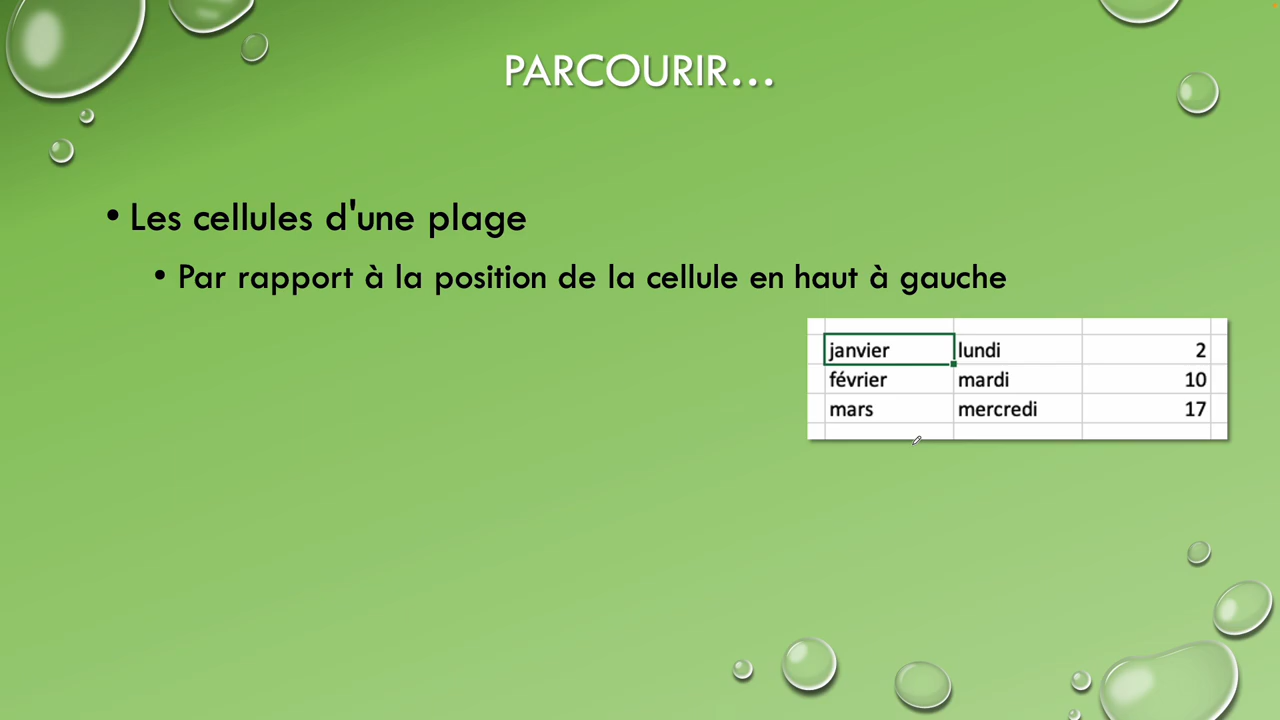 PARCOURIR...
• Les cellules d'une plage
• Par rapport à la position de la cellule en haut à gauche
janvier lundi 2
février mardi 10
mars mercredi 17